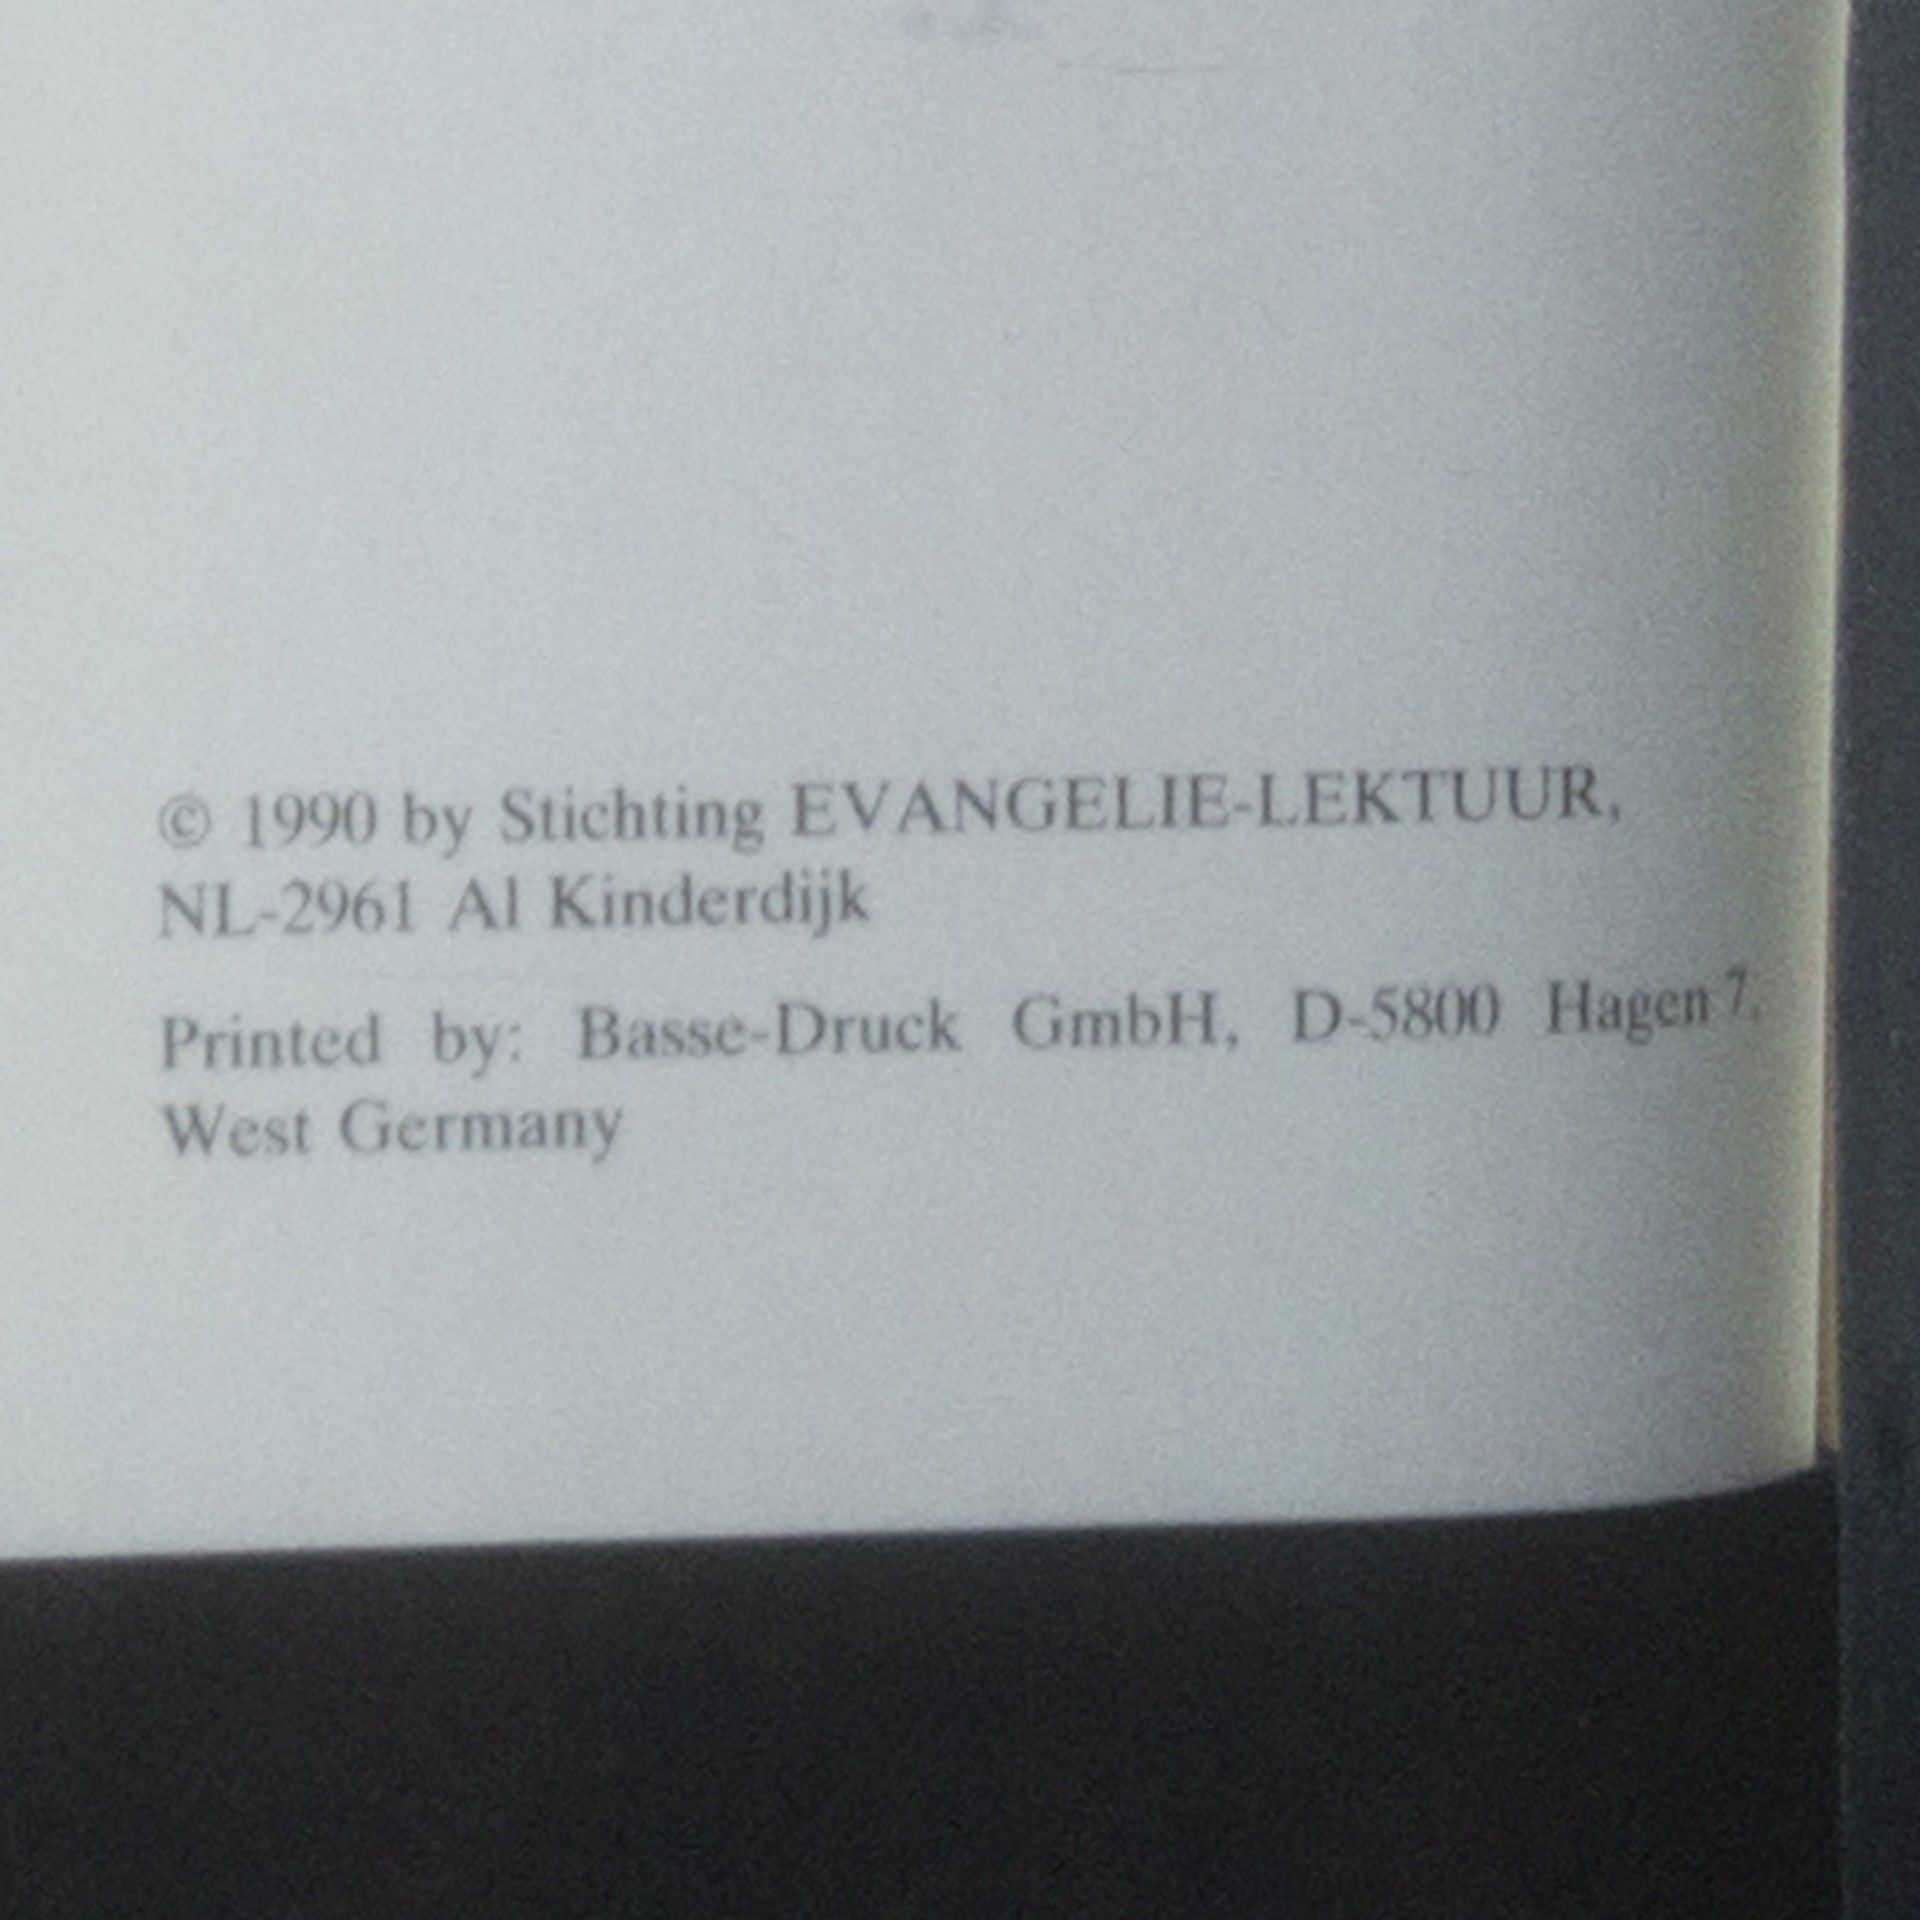 © 1990 by Stichting EVANGELIE-LEKTUUR,
NL-2961 Al Kinderdijk
Printed by: Basse-Druck GmbH, D-5800 Hagen 7,
West Germany